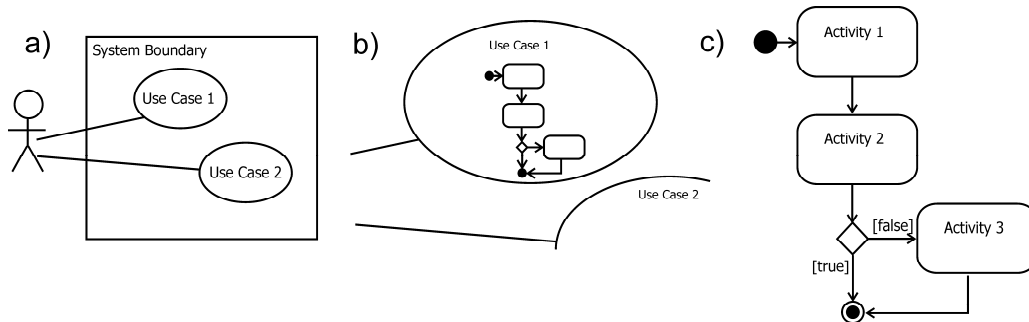 a)
System Boundary
Use Case 1
Use Case 2
b)
Use Case 1
Use Case 2
c)
Activity 1
Activity 2
[false]
Activity 3
[true]